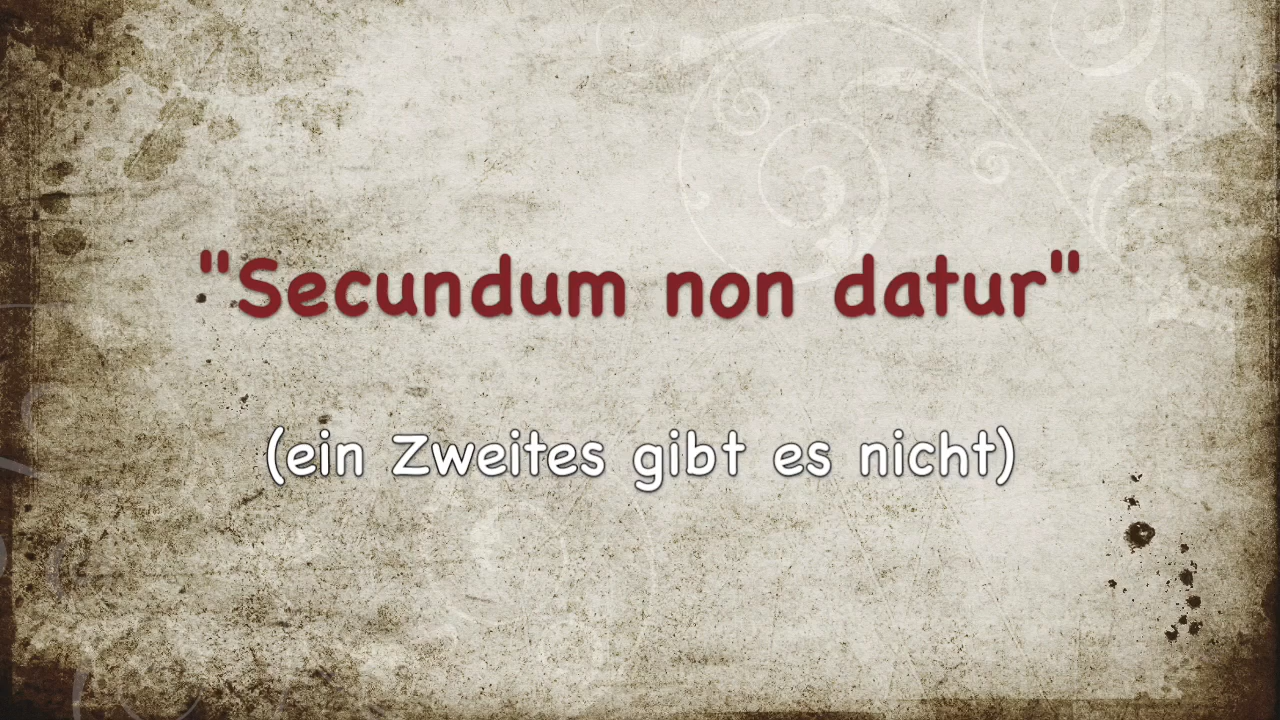 "Secundum non datur"
(ein Zweites gibt es nicht)